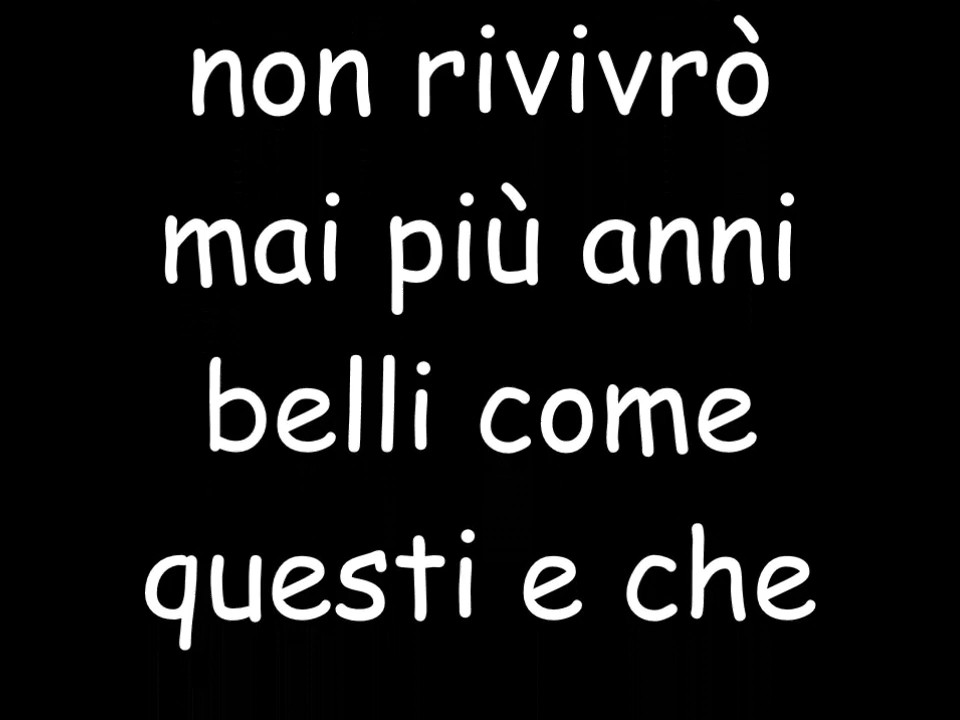 non rivivrò
mai più anni
belli come
questi e che